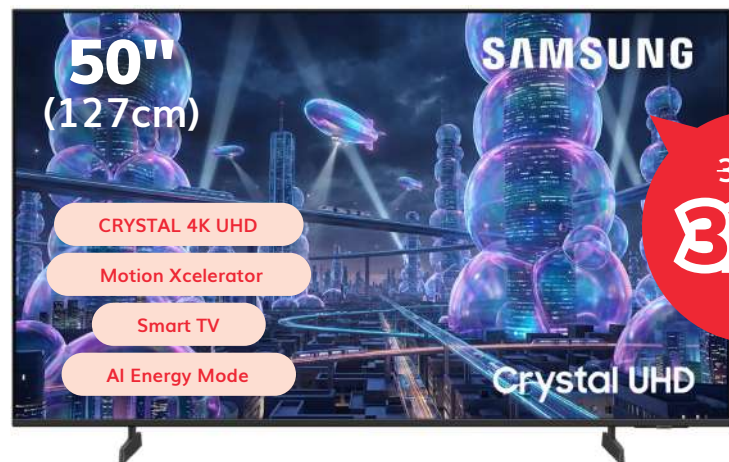 50"
(127cm)
SAMSUNG
CRYSTAL 4K UHD
Motion Xcelerator
Smart TV
AI Energy Mode
Crystal UHD